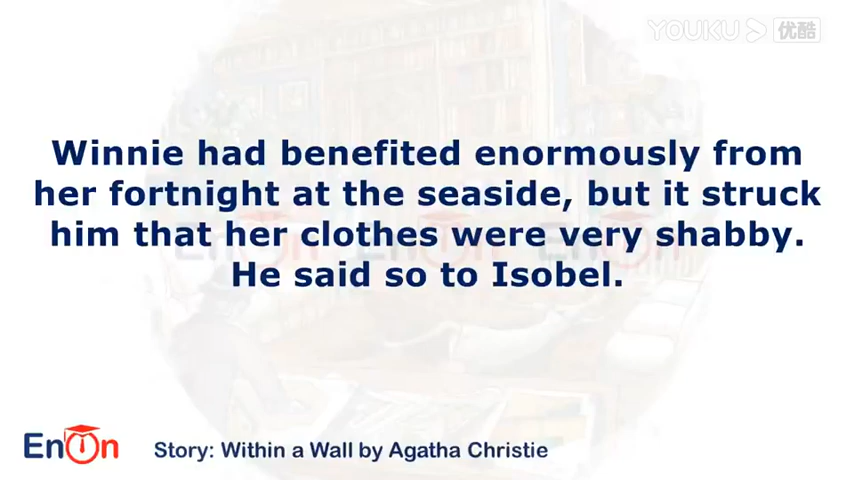 YOUKU 优酷
Winnie had benefited enormously from
her fortnight at the seaside, but it struck
him that her clothes were very shabby.
He said so to Isobel.
EnOn
Story: Within a Wall by Agatha Christie